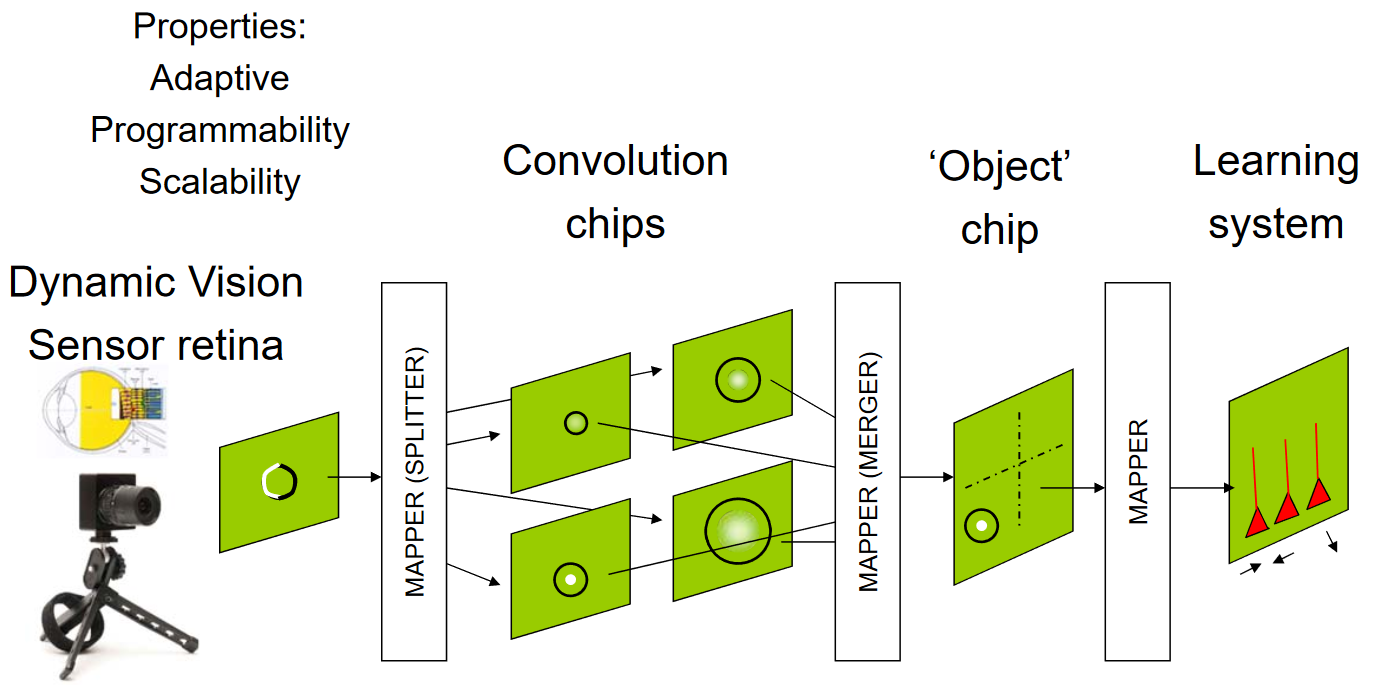 Properties:
Adaptive
Programmability
Scalability
Convolution
chips
‘Object’
chip
Learning
system
Dynamic Vision
Sensor retina
MAPPER (SPLITTER)
MAPPER (MERGER)
MAPPER